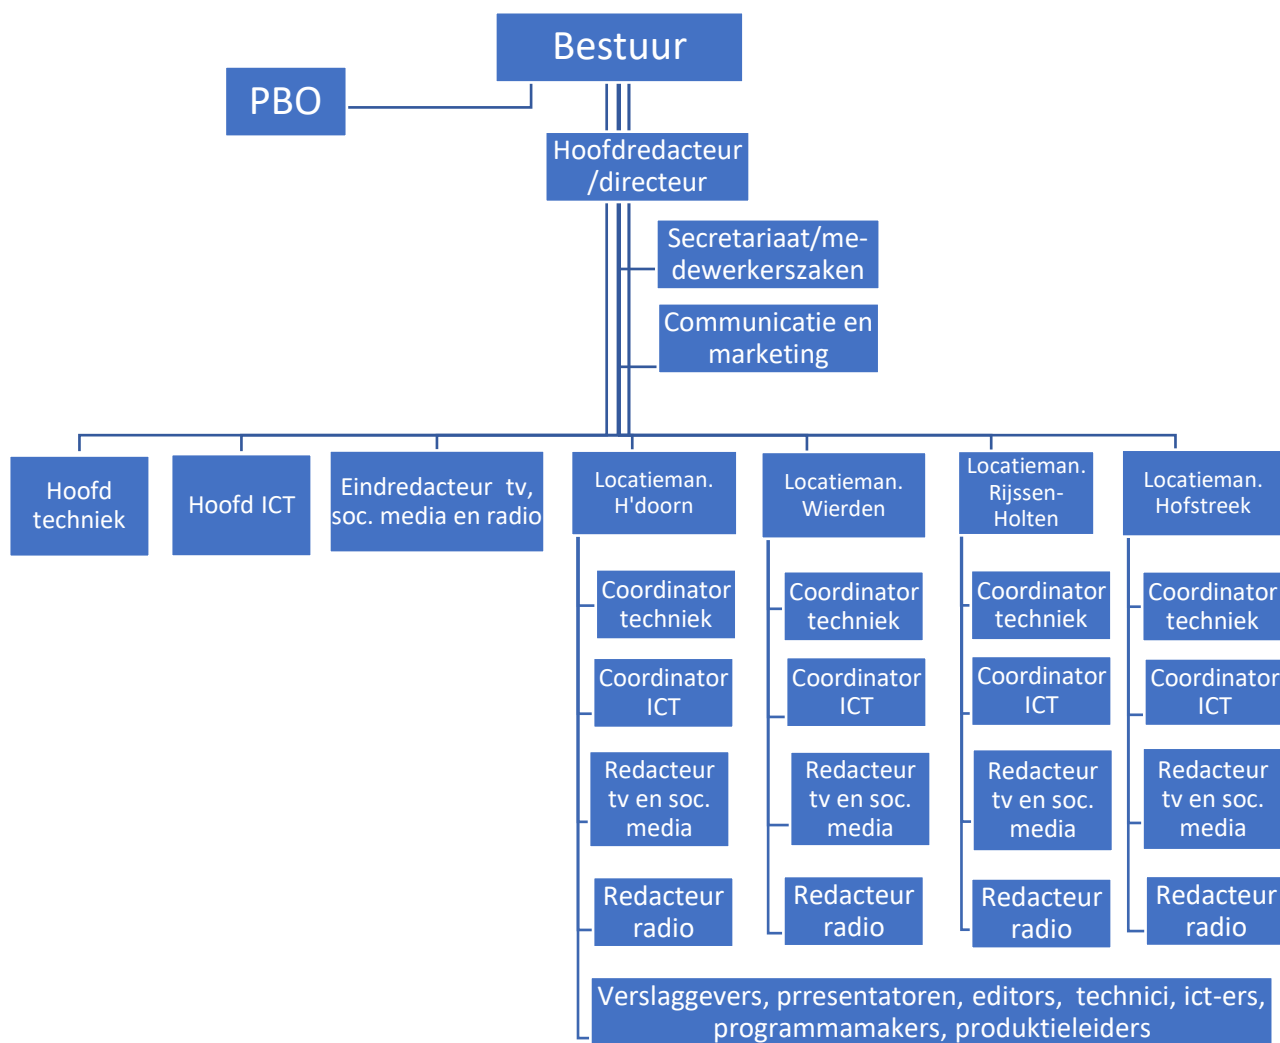 Bestuur
PBO
Hoofdredacteur
/directeur
Secretariaat/me-
dewerkerszaken
Communicatie en
marketing
Hoofd
techniek
Hoofd ICT
Eindredacteur tv,
soc. media en radio
Locatieman.
H'doorn
Locatieman.
Wierden
Locatieman.
Rijssen-
Holten
Locatieman.
Hofstreek
Coordinator
techniek
Coordinator
techniek
Coordinator
techniek
Coordinator
techniek
Coordinator
ICT
Coordinator
ICT
Coordinator
ICT
Coordinator
ICT
Redacteur
tv en soc.
media
Redacteur
tv en soc.
media
Redacteur
tv en soc.
media
Redacteur
tv en soc.
media
Redacteur
radio
Redacteur
radio
Redacteur
radio
Redacteur
radio
Verslaggevers, prresentatoren, editors, technici, ict-ers,
programmamakers, produktieleiders